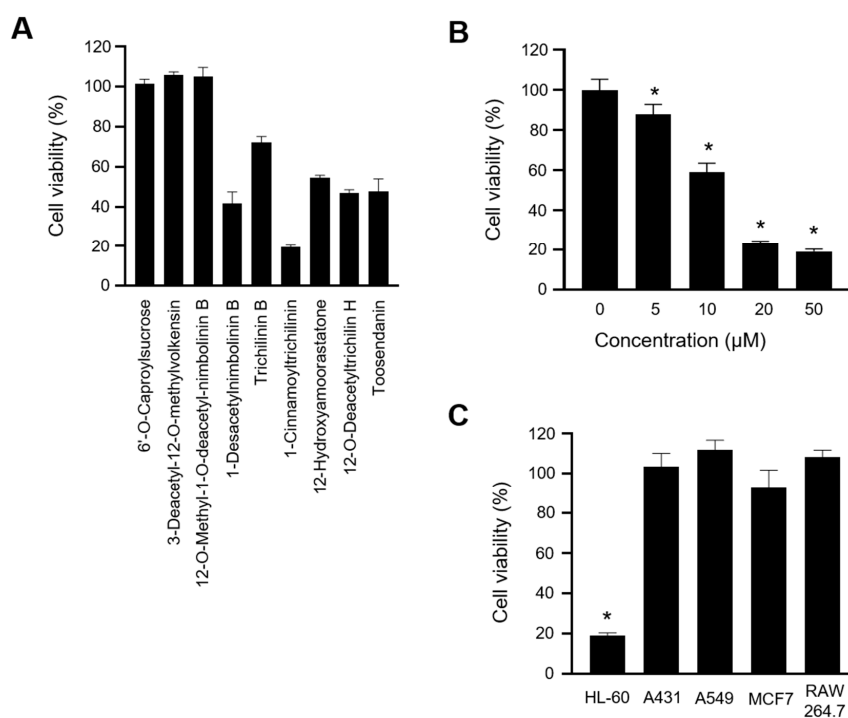 A
Cell viability (%)
120
100
80
60
40
20
0
6'-O-Caproylsucrose
3-Deacetyl-12-O-methylvolkensin
12-O-Methyl-1-O-deacetyl-nimbolinin B
1-Desacetylnimbolinin B
Trichilinin B
1-Cinnamoyltrichilinin
12-Hydroxyamoorastatone
12-O-Deacetyltrichilin H
Toosendanin
B
Cell viability (%)
120
100
80
60
40
20
0
* * * *
0 5 10 20 50
Concentration (µM)
C
Cell viability (%)
120
100
80
60
40
20
0
*
HL-60 A431 A549 MCF7 RAW
264.7